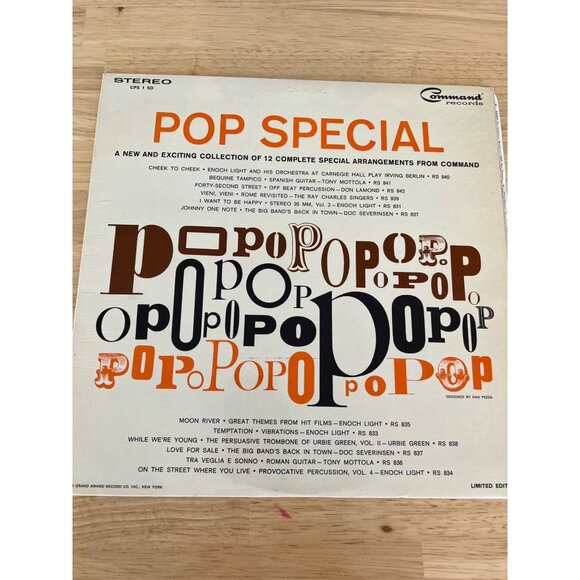 STEREO
CPS 1 SD
Command
records
POP SPECIAL
A NEW AND EXCITING COLLECTION OF 12 COMPLETE SPECIAL ARRANGEMENTS FROM COMMAND
CHEEK TO CHEEK • ENOCH LIGHT AND HIS ORCHESTRA AT CARNEGIE HALL PLAY IRVING BERLIN • RS 840
BEGUINE TAMPICO • SPANISH GUITAR—TONY MOTTOLA • RS 841
FORTY-SECOND STREET • OFF BEAT PERCUSSION—DON LAMOND • RS 842
VIENI, VIENI • ROME REVISITED—THE RAY CHARLES SINGERS • RS 839
I WANT TO BE HAPPY • STEREO 35 MM, Vol. 2—ENOCH LIGHT • RS 831
JOHNNY ONE NOTE • THE BIG BAND'S BACK IN TOWN—DOC SEVERINSEN • RS 837
POPOPOPOPOP
OPOPOPOPOPOPOP
POPOPOPOPOPOP
DESIGNED BY DAN PEZZA
MOON RIVER • GREAT THEMES FROM HIT FILMS—ENOCH LIGHT • RS 835
TEMPTATION • VIBRATIONS—ENOCH LIGHT • RS 833
WHILE WE'RE YOUNG • THE PERSUASIVE TROMBONE OF URBIE GREEN, VOL. II—URBIE GREEN • RS 838
LOVE FOR SALE • THE BIG BAND'S BACK IN TOWN—DOC SEVERINSEN • RS 837
TRA VEGLIA E SONNO • ROMAN GUITAR—TONY MOTTOLA • RS 836
ON THE STREET WHERE YOU LIVE • PROVOCATIVE PERCUSSION, VOL. 4—ENOCH LIGHT • RS 834
GRAND AWARD RECORD CO. INC., NEW YORK
LIMITED EDIT